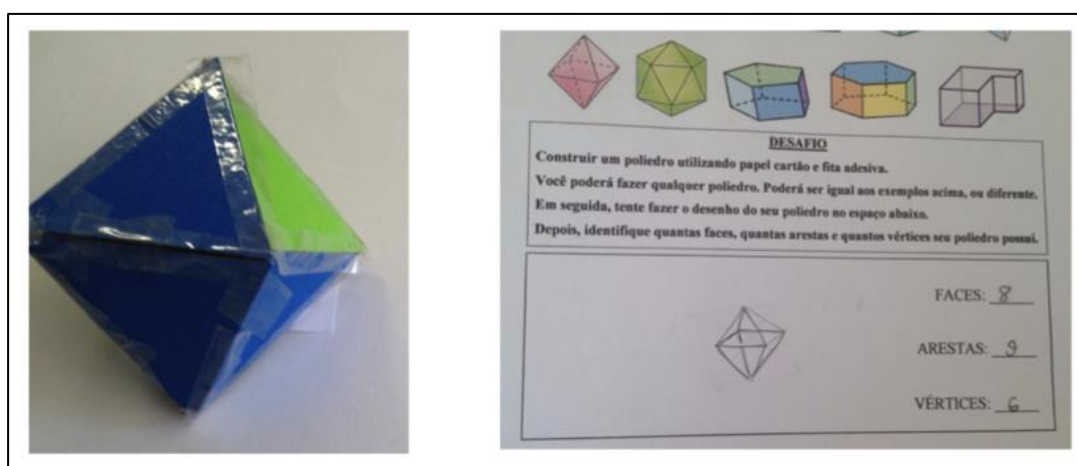 DESAFIO
Construir um poliedro utilizando papel cartão e fita adesiva.
Você poderá fazer qualquer poliedro. Poderá ser igual aos exemplos acima, ou diferente.
Em seguida, tente fazer o desenho do seu poliedro no espaço abaixo.
Depois, identifique quantas faces, quantas arestas e quantos vértices seu poliedro possui.
FACES: 8
ARESTAS: 9
VÉRTICES: 6